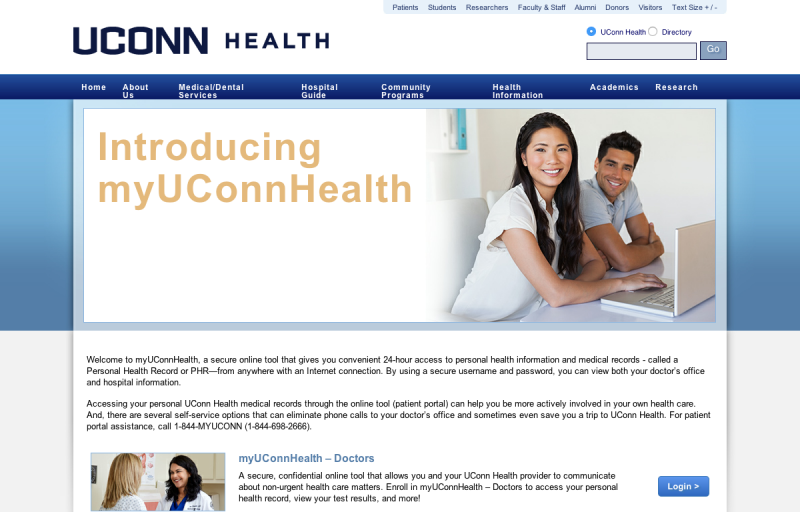 Patients Students Researchers Faculty & Staff Alumni Donors Visitors Text Size + / -
UCONN HEALTH
UConn Health Directory
Go
Home About Us Medical/Dental Services Hospital Guide Community Programs Health Information Academics Research
Introducing
myUConnHealth
Welcome to myUConnHealth, a secure online tool that gives you convenient 24-hour access to personal health information and medical records - called a
Personal Health Record or PHR—from anywhere with an Internet connection. By using a secure username and password, you can view both your doctor's office
and hospital information.
Accessing your personal UConn Health medical records through the online tool (patient portal) can help you be more actively involved in your own health care.
And, there are several self-service options that can eliminate phone calls to your doctor's office and sometimes even save you a trip to UConn Health. For patient
portal assistance, call 1-844-MYUCONN (1-844-698-2666).
myUConnHealth – Doctors
A secure, confidential online tool that allows you and your UConn Health provider to communicate
about non-urgent health care matters. Enroll in myUConnHealth – Doctors to access your personal
health record, view your test results, and more!
Login >